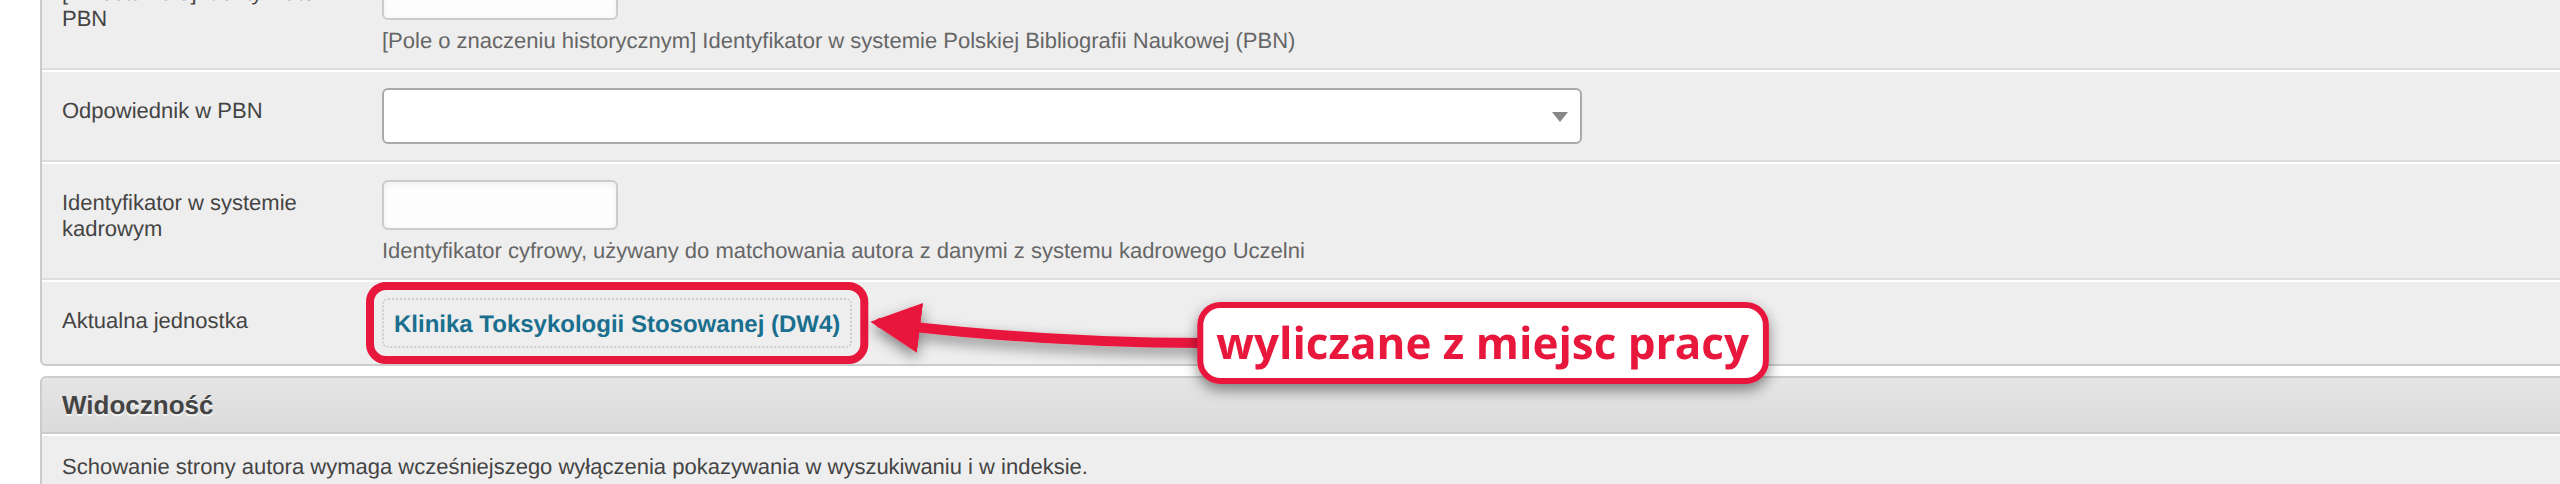 PBN
[Pole o znaczeniu historycznym] Identyfikator w systemie Polskiej Bibliografii Naukowej (PBN)
Odpowiednik w PBN
Identyfikator w systemie
kadrowym
Identyfikator cyfrowy, używany do matchowania autora z danymi z systemu kadrowego Uczelni
Aktualna jednostka
Klinika Toksykologii Stosowanej (DW4)
wyliczane z miejsc pracy
Widoczność
Schowanie strony autora wymaga wcześniejszego wyłączenia pokazywania w wyszukiwaniu i w indeksie.